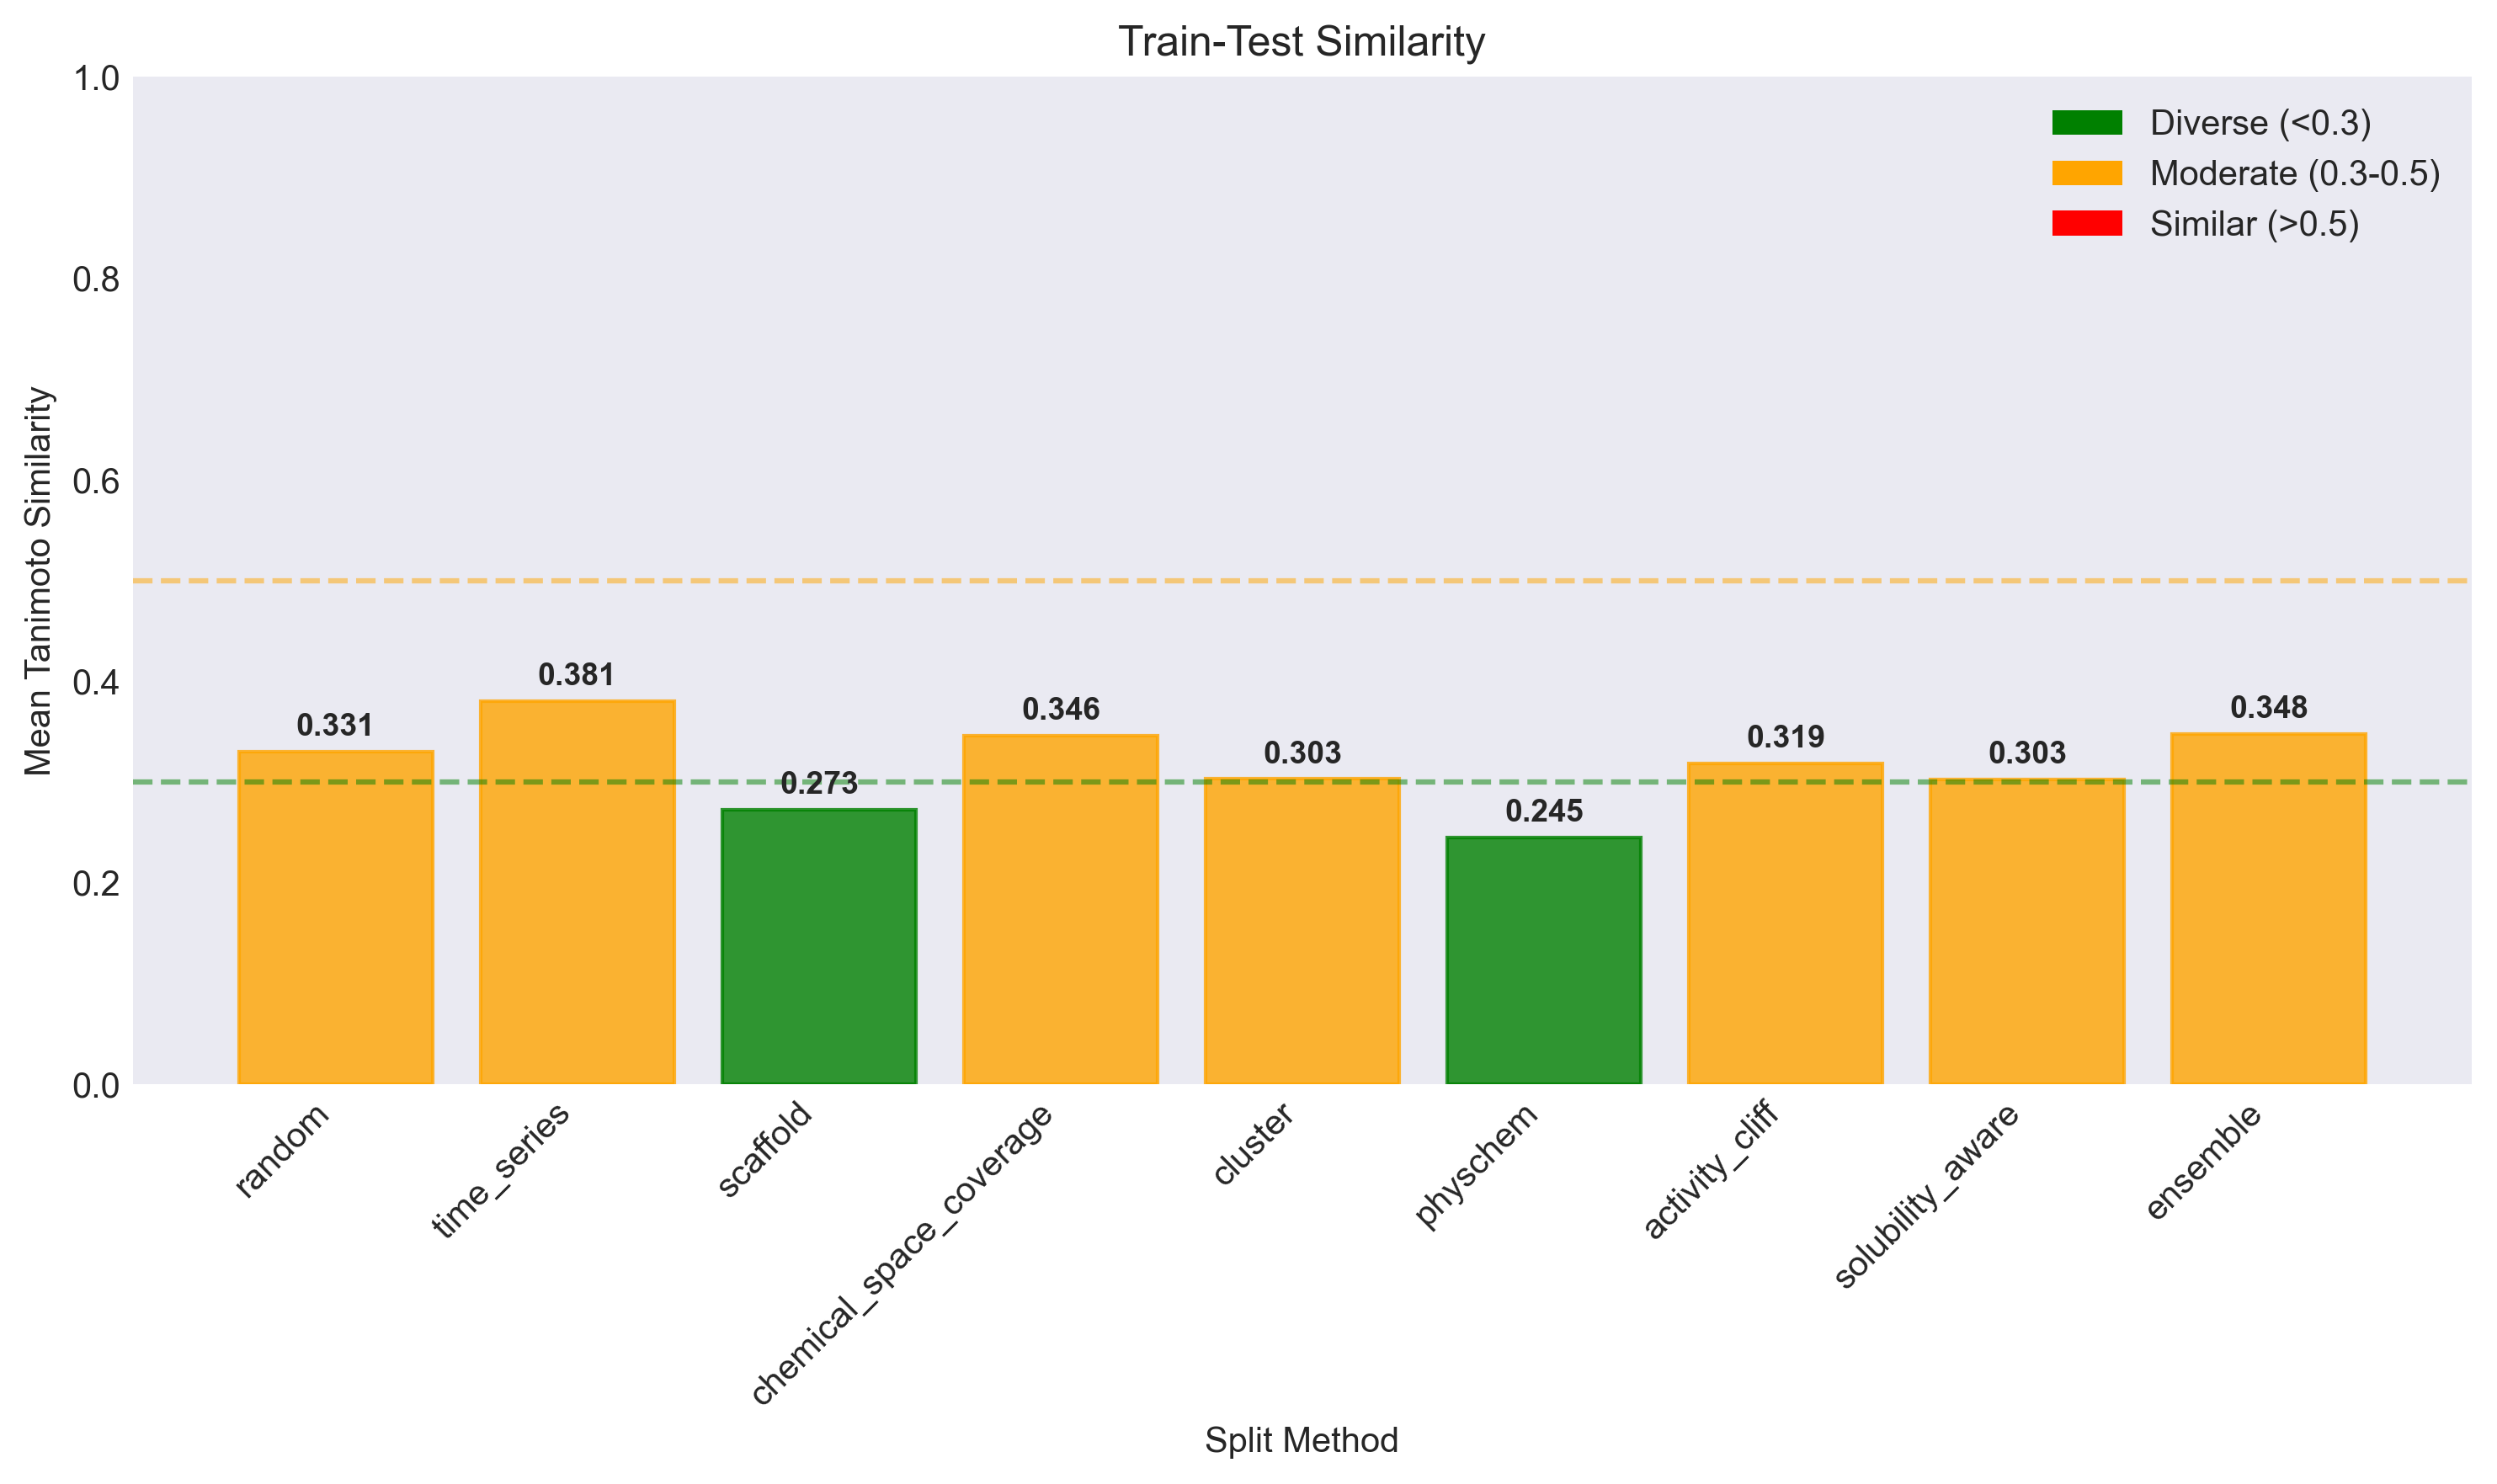 Train-Test Similarity
Mean Tanimoto Similarity
1.0
0.8
0.6
0.4
0.2
0.0
Diverse (<0.3)
Moderate (0.3-0.5)
Similar (>0.5)
0.331
0.381
0.273
0.346
0.303
0.245
0.319
0.303
0.348
random
time_series
scaffold
chemical_space_coverage
cluster
physchem
activity_cliff
solubility_aware
ensemble
Split Method